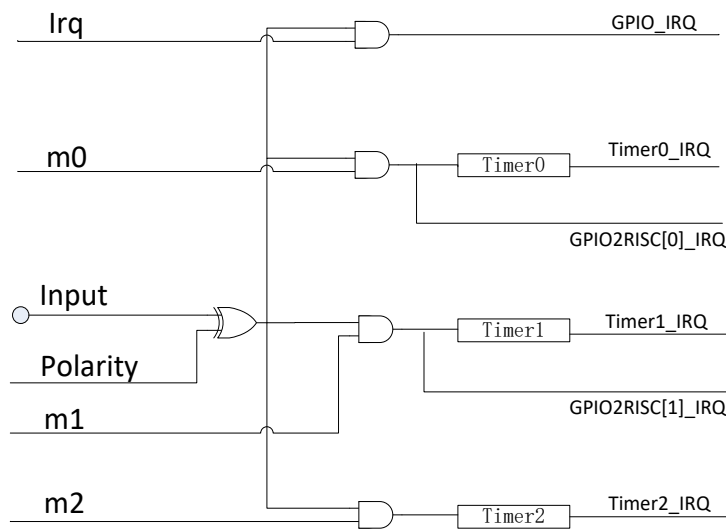 Irq
GPIO_IRQ
m0
Timer0
Timer0_IRQ
GPIO2RISC[0]_IRQ
Input
Timer1
Timer1_IRQ
Polarity
GPIO2RISC[1]_IRQ
m1
m2
Timer2
Timer2_IRQ